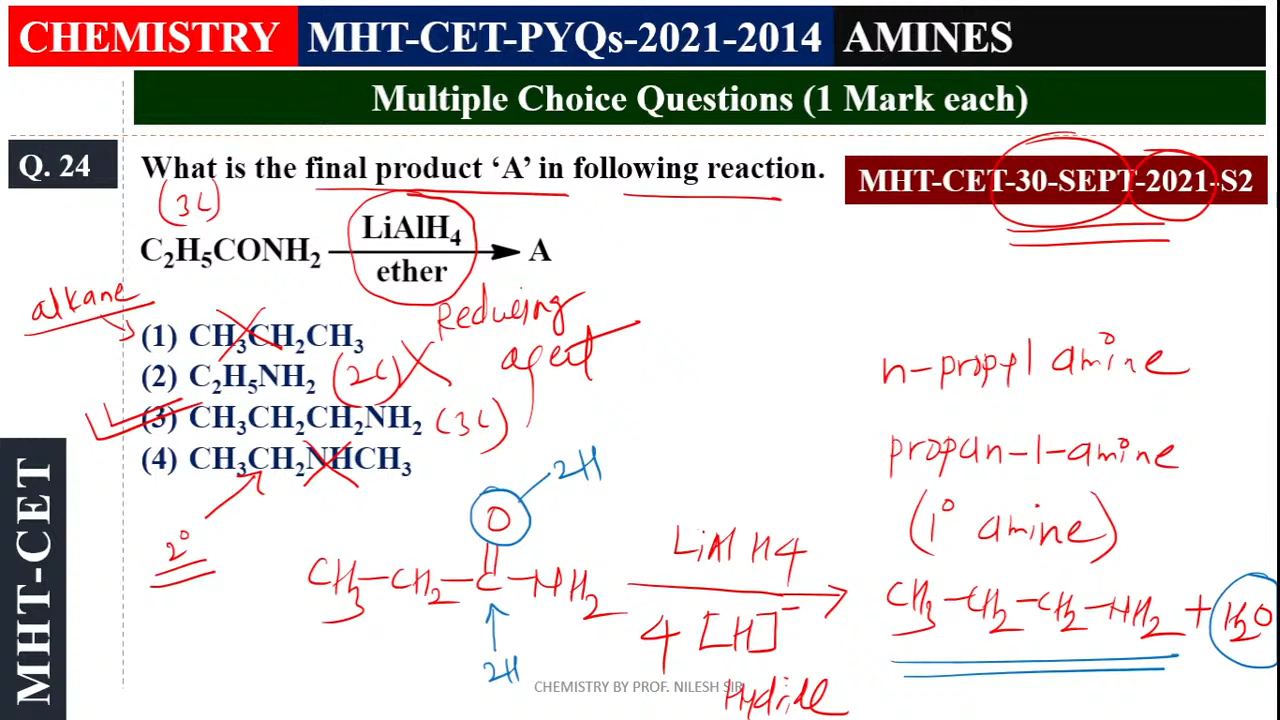 CHEMISTRY MHT-CET-PYQs-2021-2014 AMINES
Multiple Choice Questions (1 Mark each)
Q. 24
What is the final product ‘A’ in following reaction.
MHT-CET-30-SEPT-2021-S2
(3C)
C₂H₅CONH₂ LiAlH₄ ether A
alkane
Reducing
agent
(1) CH₃CH₂CH₃
(2) C₂H₅NH₂ (2C)
(3) CH₃CH₂CH₂NH₂ (3C)
(4) CH₃CH₂NHCH₃
2°
n-propyl amine
propan-1-amine
(1° amine)
2H
O
CH₃-CH₂-C-NH₂ LiAlH4 CH₃-CH₂-CH₂-NH₂ + H₂O
4 [H]⁻
2H
Hydride
MHT-CET
CHEMISTRY BY PROF. NILESH SIR